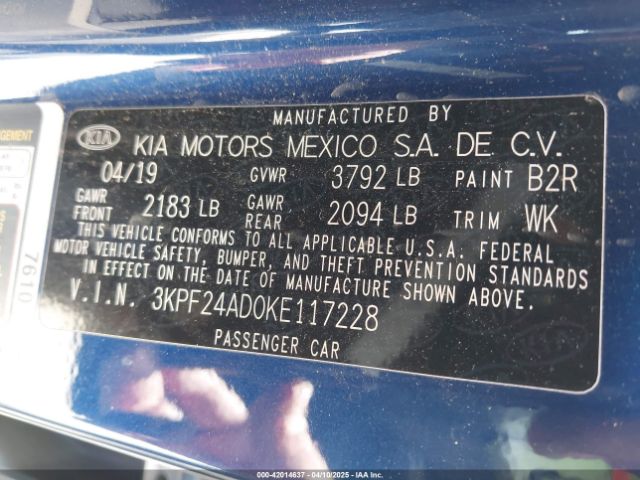 MANUFACTURED BY
KIA KIA MOTORS MEXICO S.A. DE C.V.
04/19 GVWR 3792 LB PAINT B2R
GAWR FRONT 2183 LB GAWR REAR 2094 LB TRIM WK
THIS VEHICLE CONFORMS TO ALL APPLICABLE U.S.A. FEDERAL
MOTOR VEHICLE SAFETY, BUMPER, AND THEFT PREVENTION STANDARDS
IN EFFECT ON THE DATE OF MANUFACTURE SHOWN ABOVE.
V.I.N. 3KPF24AD0KE117228
PASSENGER CAR
7610
000-42014637 - 04/10/2025 - IAA Inc.